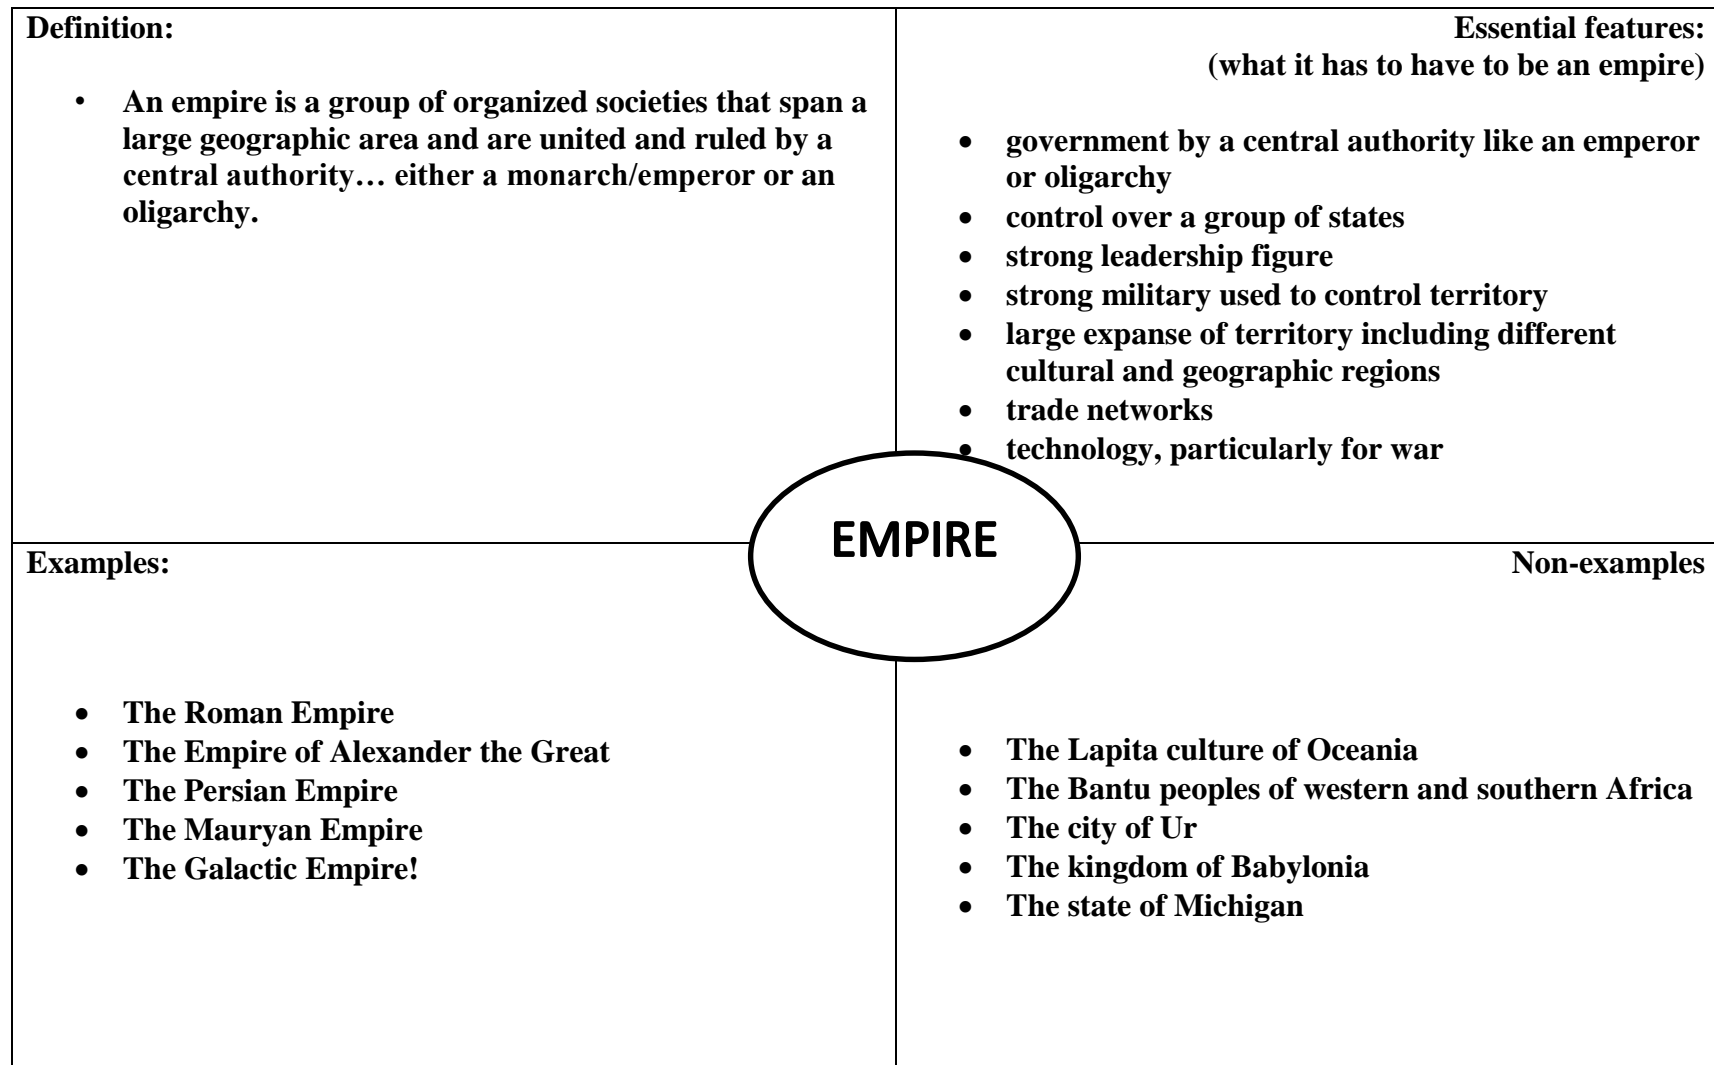 Definition:
• An empire is a group of organized societies that span a
large geographic area and are united and ruled by a
central authority… either a monarch/emperor or an
oligarchy.
Essential features:
(what it has to have to be an empire)
• government by a central authority like an emperor
or oligarchy
• control over a group of states
• strong leadership figure
• strong military used to control territory
• large expanse of territory including different
cultural and geographic regions
• trade networks
• technology, particularly for war
EMPIRE
Examples:
• The Roman Empire
• The Empire of Alexander the Great
• The Persian Empire
• The Mauryan Empire
• The Galactic Empire!
Non-examples
• The Lapita culture of Oceania
• The Bantu peoples of western and southern Africa
• The city of Ur
• The kingdom of Babylonia
• The state of Michigan